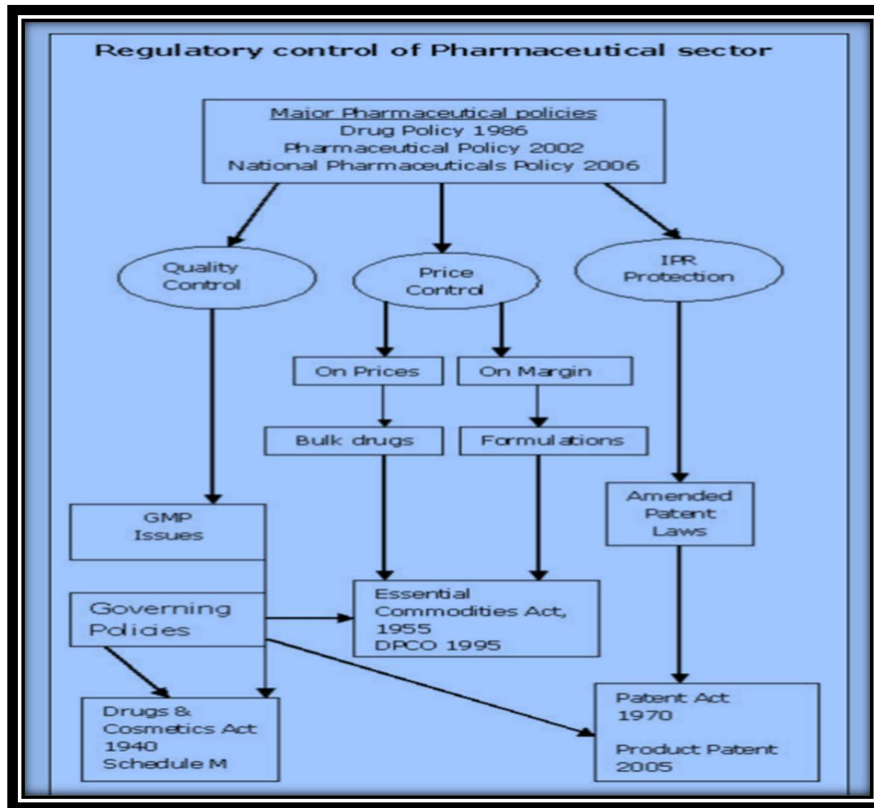 Regulatory control of Pharmaceutical sector
Major Pharmaceutical policies
Drug Policy 1986
Pharmaceutical Policy 2002
National Pharmaceuticals Policy 2006
Quality
Control
Price
Control
IPR
Protection
On Prices
On Margin
Bulk drugs
Formulations
GMP
Issues
Amended
Patent
Laws
Governing
Policies
Essential
Commodities Act,
1955
DPCO 1995
Drugs &
Cosmetics Act
1940
Schedule M
Patent Act
1970
Product Patent
2005